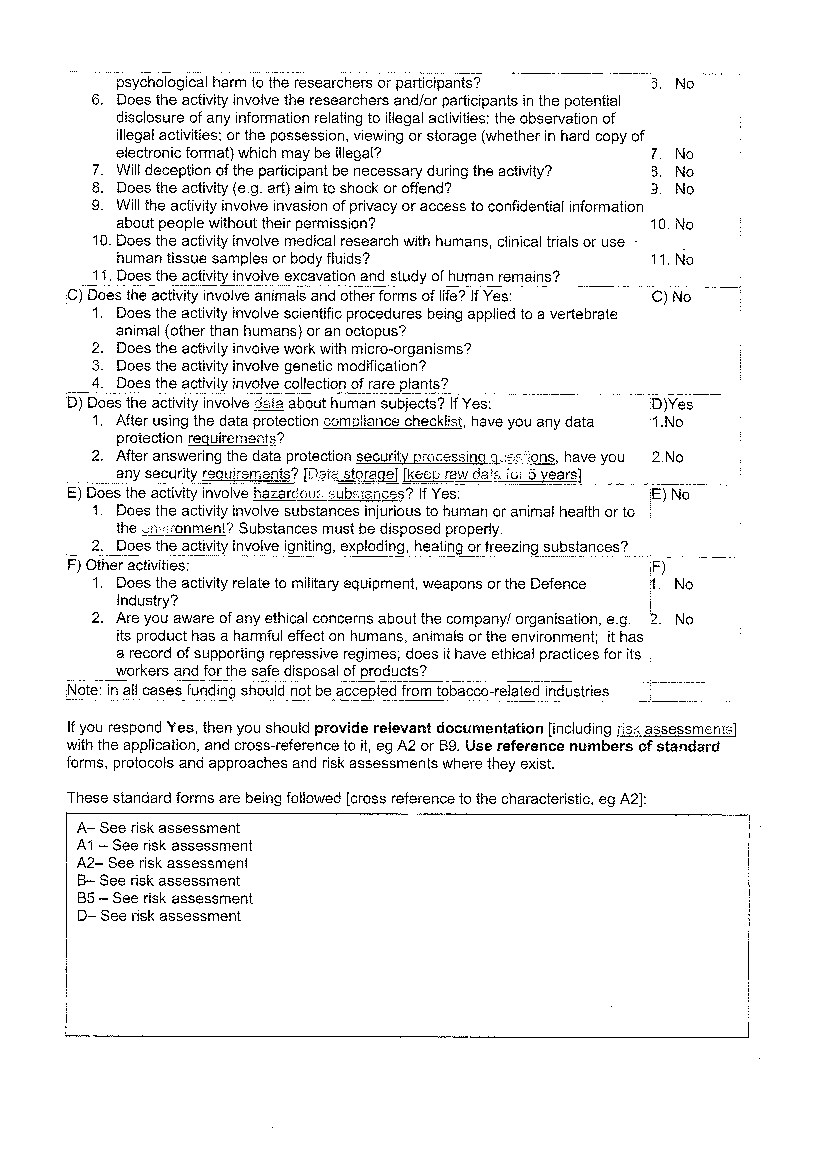 psychological harm to the researchers or participants? 6. No
6. Does the activity involve the researchers and/or participants in the potential
disclosure of any information relating to illegal activities; the observation of
illegal activities; or the possession, viewing or storage (whether in hard copy of
electronic format) which may be illegal? 7. No
7. Will deception of the participant be necessary during the activity? 8. No
8. Does the activity (e.g. art) aim to shock or offend? 9. No
9. Will the activity involve invasion of privacy or access to confidential information
about people without their permission? 10. No
10. Does the activity involve medical research with humans, clinical trials or use
human tissue samples or body fluids? 11. No
11. Does the activity involve excavation and study of human remains?
C) Does the activity involve animals and other forms of life? If Yes: C) No
1. Does the activity involve scientific procedures being applied to a vertebrate
animal (other than humans) or an octopus?
2. Does the activity involve work with micro-organisms?
3. Does the activity involve genetic modification?
4. Does the activity involve collection of rare plants?
D) Does the activity involve data about human subjects? If Yes: D)Yes
1. After using the data protection compliance checklist, have you any data 1.No
protection requirements?
2. After answering the data protection security processing questions, have you 2.No
any security requirements? [Data storage] [keep raw data for 5 years]
E) Does the activity involve hazardous substances? If Yes: E) No
1. Does the activity involve substances injurious to human or animal health or to
the environment? Substances must be disposed properly.
2. Does the activity involve igniting, exploding, heating or freezing substances?
F) Other activities: F)
1. Does the activity relate to military equipment, weapons or the Defence 1. No
Industry?
2. Are you aware of any ethical concerns about the company/ organisation, e.g. 2. No
its product has a harmful effect on humans, animals or the environment; it has
a record of supporting repressive regimes; does it have ethical practices for its
workers and for the safe disposal of products?
Note: in all cases funding should not be accepted from tobacco-related industries
If you respond Yes, then you should provide relevant documentation [including risk assessments]
with the application, and cross-reference to it, eg A2 or B9. Use reference numbers of standard
forms, protocols and approaches and risk assessments where they exist.
These standard forms are being followed [cross reference to the characteristic, eg A2]:
A– See risk assessment
A1 – See risk assessment
A2– See risk assessment
B– See risk assessment
B5 – See risk assessment
D– See risk assessment